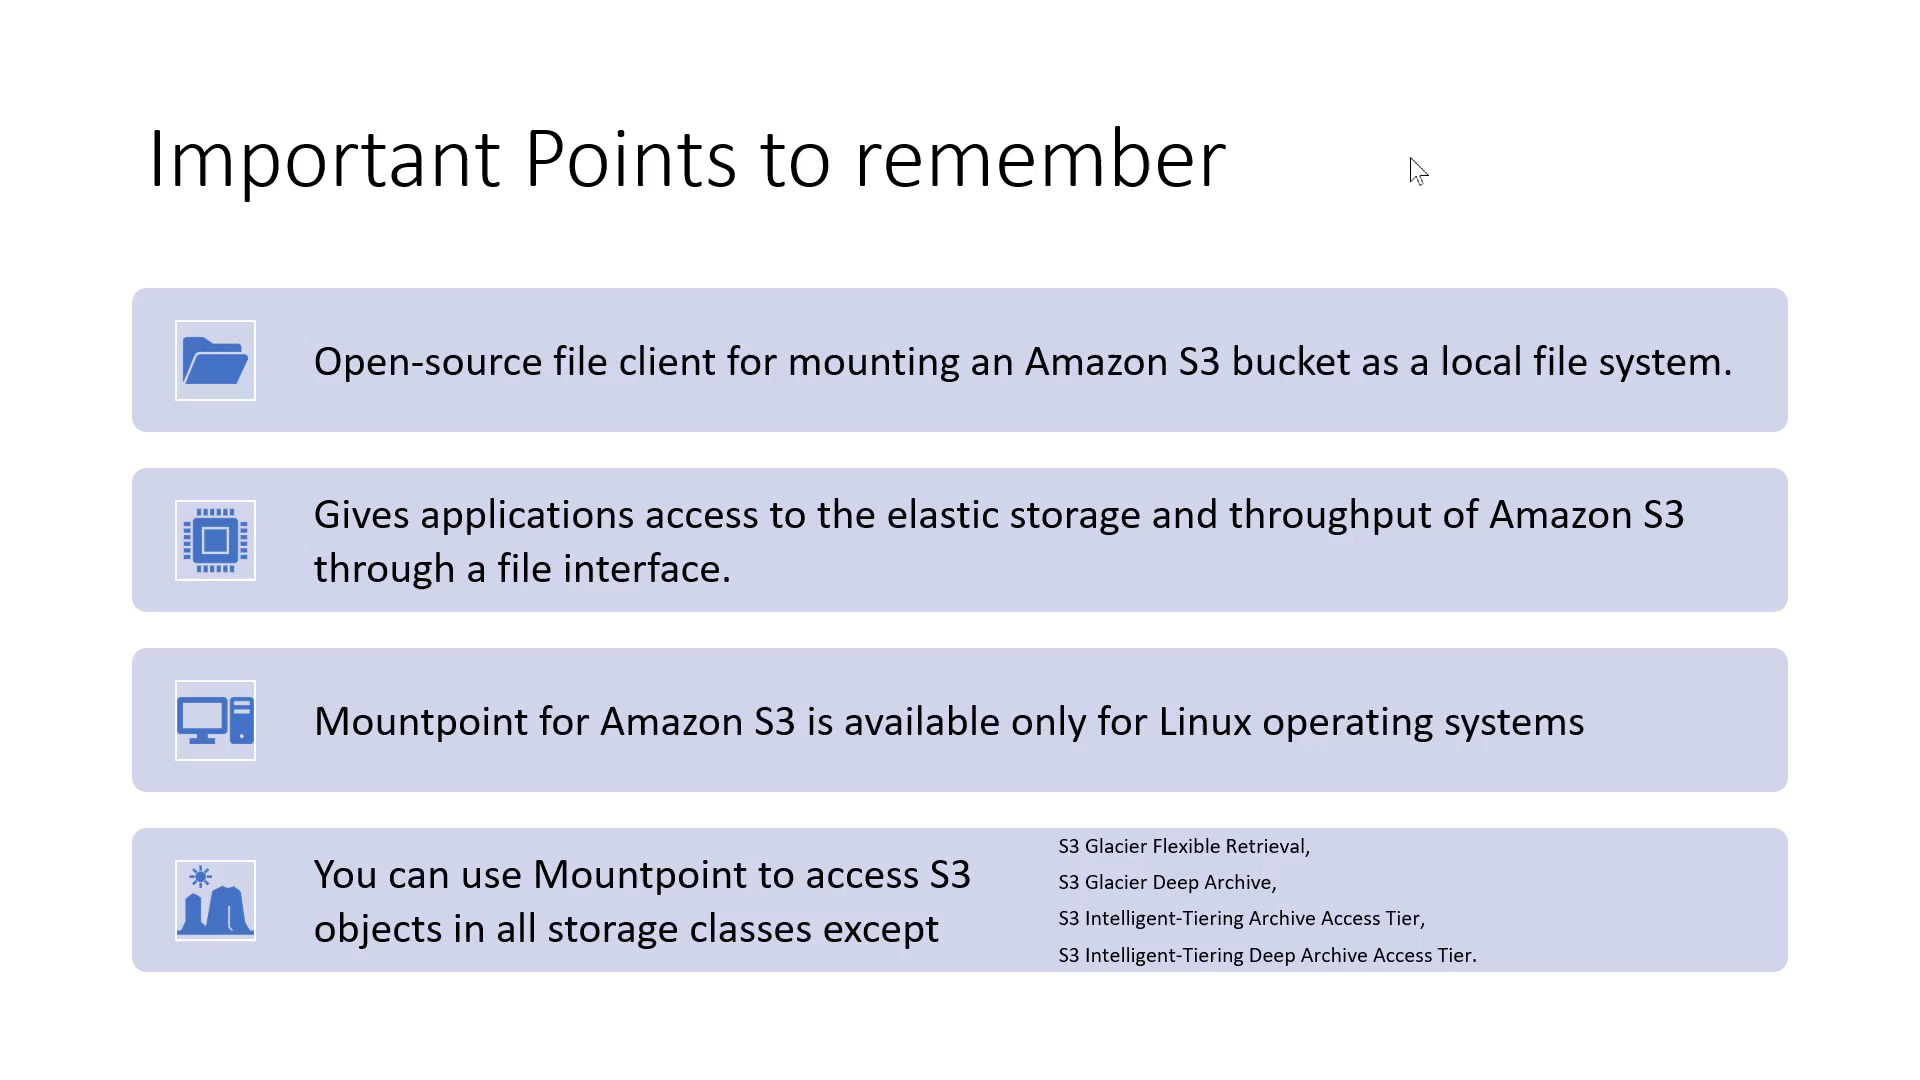 Important Points to remember
Open-source file client for mounting an Amazon S3 bucket as a local file system.
Gives applications access to the elastic storage and throughput of Amazon S3
through a file interface.
Mountpoint for Amazon S3 is available only for Linux operating systems
You can use Mountpoint to access S3
objects in all storage classes except
S3 Glacier Flexible Retrieval,
S3 Glacier Deep Archive,
S3 Intelligent-Tiering Archive Access Tier,
S3 Intelligent-Tiering Deep Archive Access Tier.